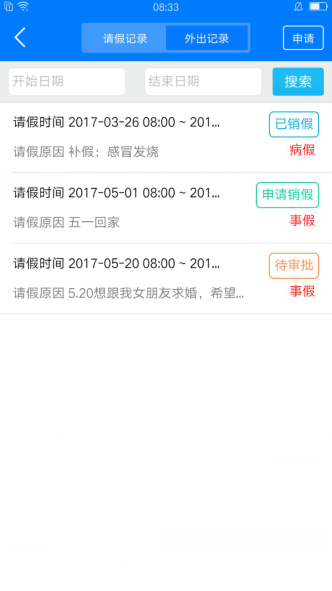 08:33
请假记录 外出记录 申请
开始日期 结束日期 搜索
请假时间 2017-03-26 08:00 ~ 201... 已销假
请假原因 补假：感冒发烧 病假
请假时间 2017-05-01 08:00 ~ 201... 申请销假
请假原因 五一回家 事假
请假时间 2017-05-20 08:00 ~ 201... 待审批
请假原因 5.20想跟我女朋友求婚，希望... 事假